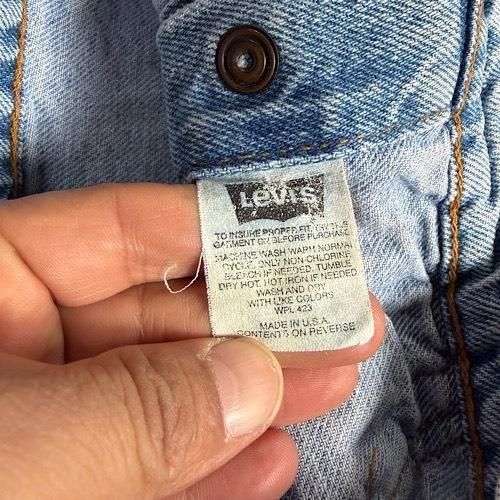 Levi's
TO INSURE PROPER FIT, TRY THIS
GARMENT ON BEFORE PURCHASE
MACHINE WASH WARM NORMAL
CYCLE. ONLY NON-CHLORINE
BLEACH IF NEEDED. TUMBLE
DRY HOT. HOT IRON IF NEEDED
WASH AND DRY
WITH LIKE COLORS
WPL 423
MADE IN U.S.A.
CONTENTS ON REVERSE